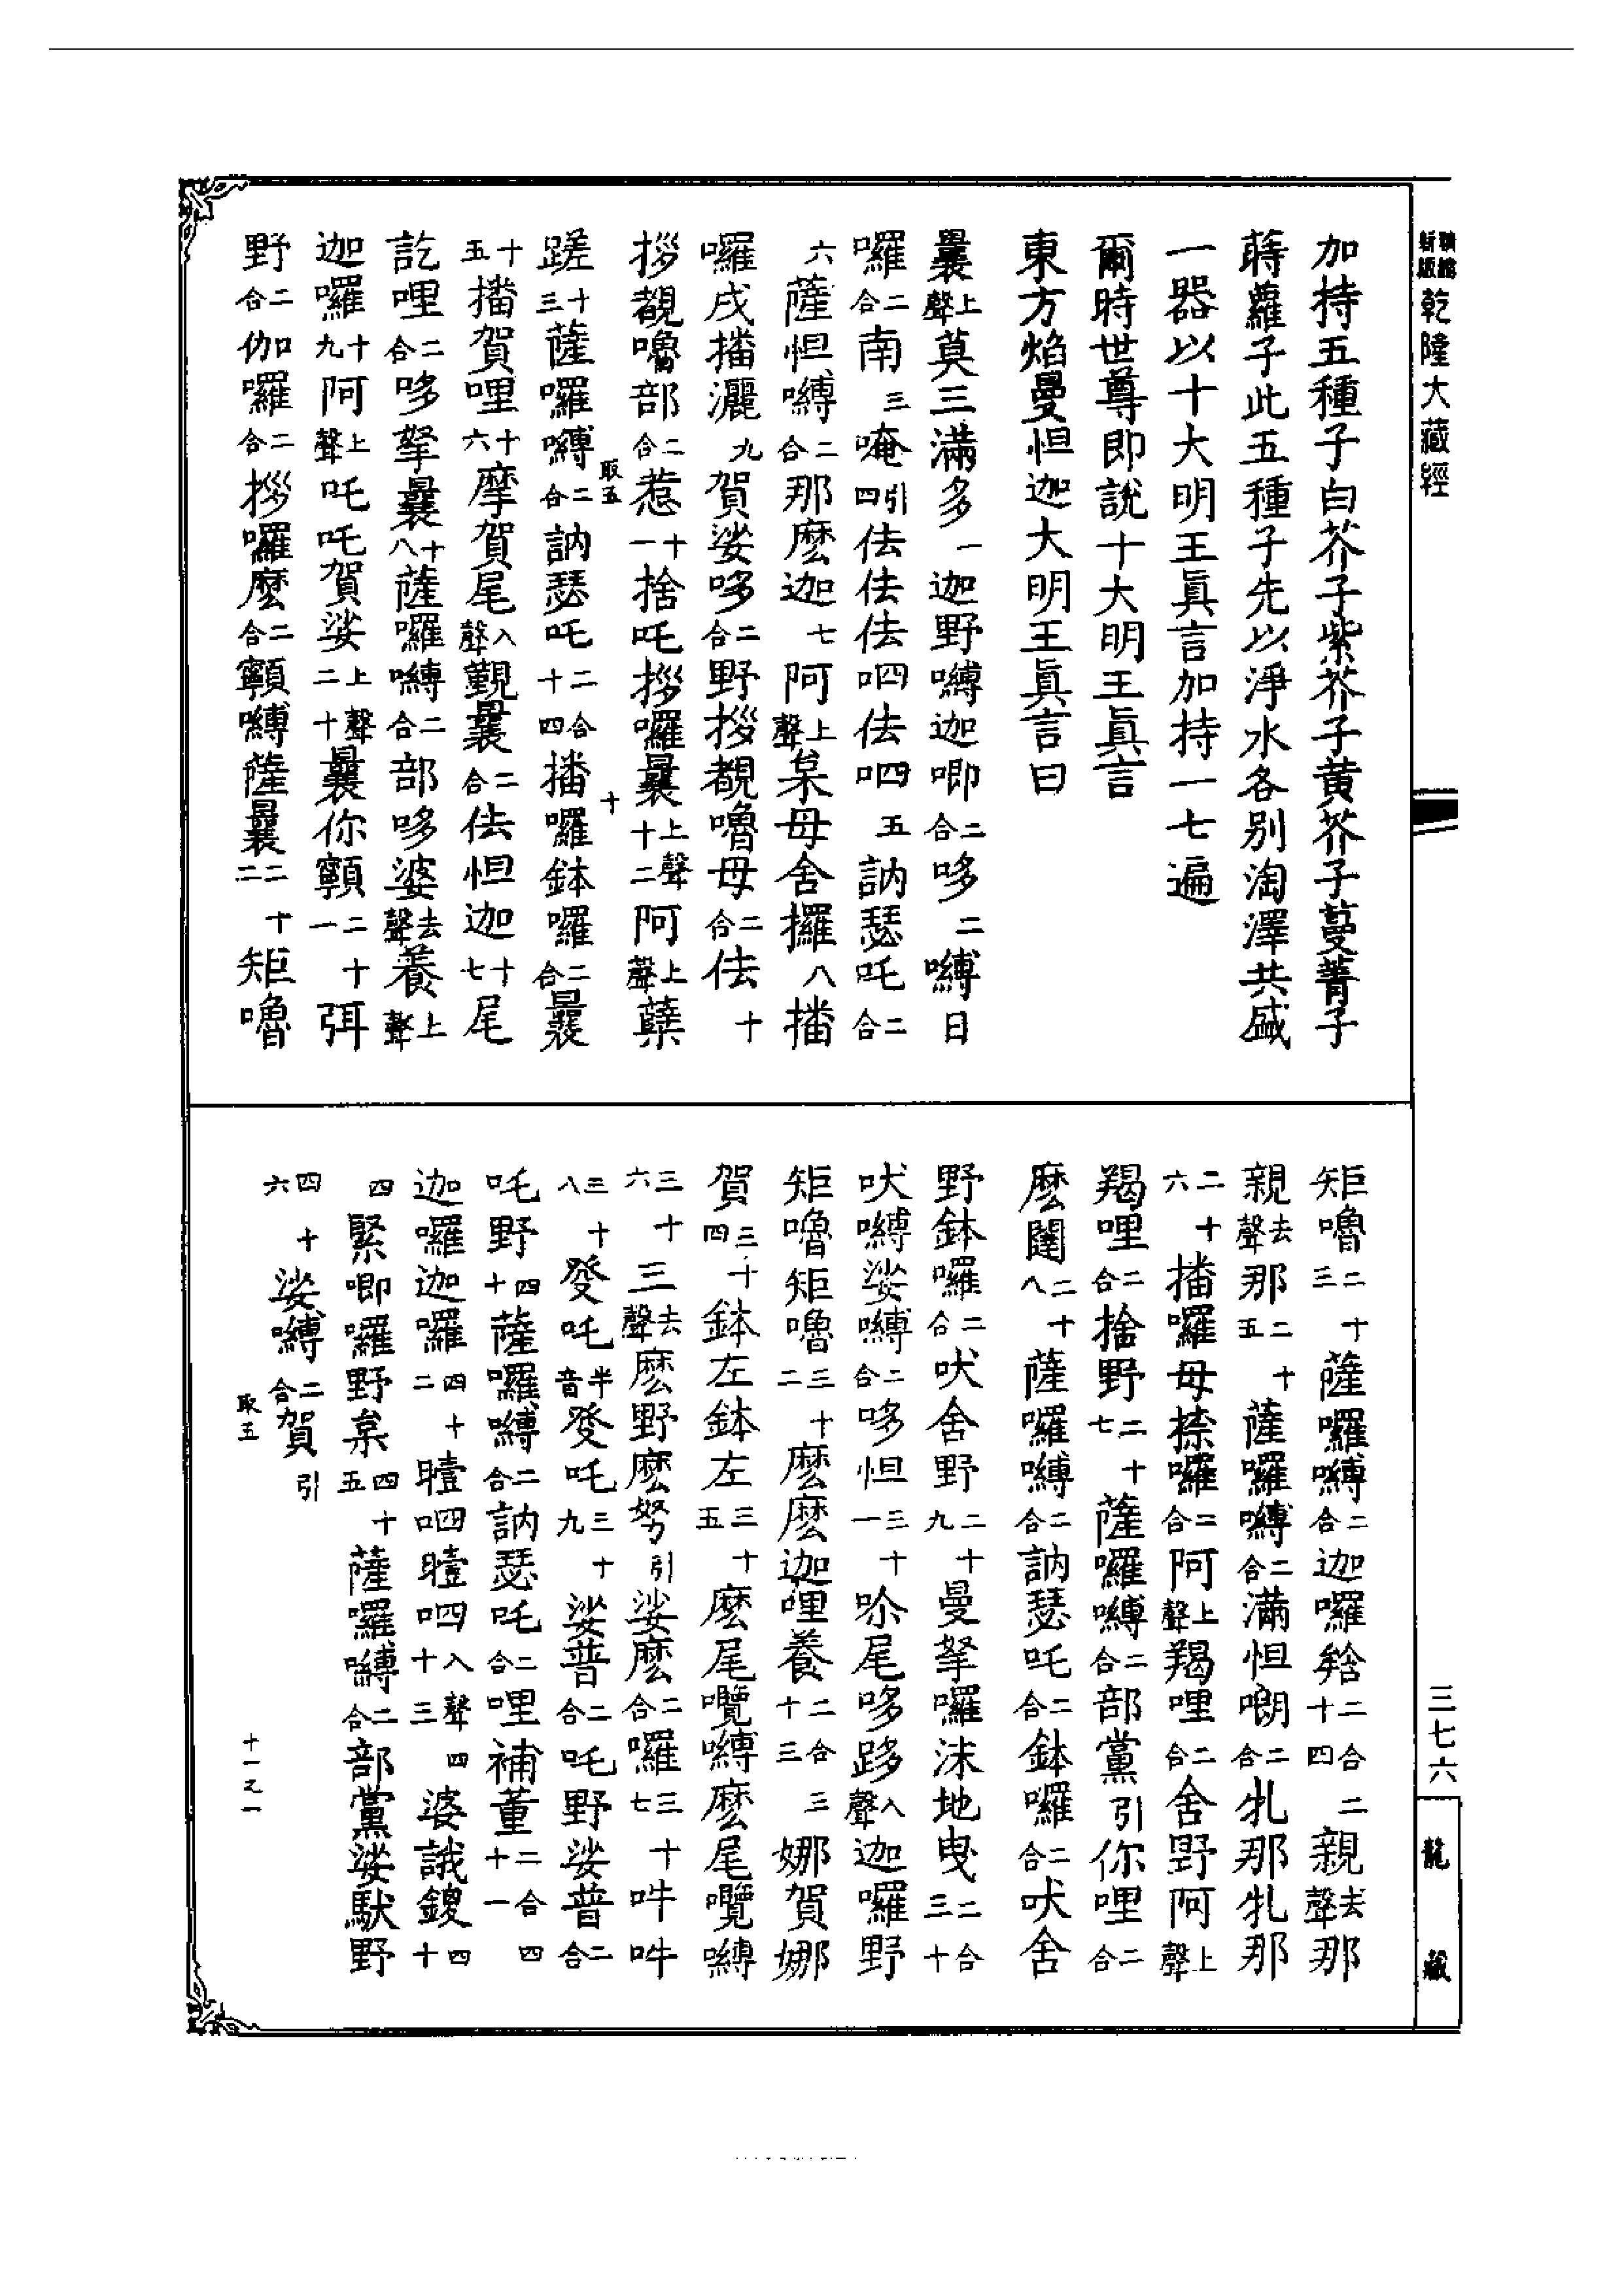 新編
新版
乾隆大藏經
加持五種子白芥子紫芥子黃芥子蔓菁子
蒔蘿子此五種子先以淨水各別淘澤共盛
一器以十大明王眞言加持一七遍
爾時世尊即說十大明王眞言
東方焰曼怛迦大明王眞言曰
曩上聲莫三滿多一迦野嚩迦唧二合哆二嚩日
囉二合南三唵引四佉佉佉呬佉呬五訥瑟吒二合
六薩怛嚩二合那麼迦七阿上聲枲母舍攞八播
囉戌播灑九賀娑哆二合野拶覩嚕母二合佉十
拶覩嚕部二合惹十一捨吒拶囉曩上聲十二阿上聲蘖
蹉十三薩囉嚩二合訥瑟吒二合十四播囉鉢囉二合曩
十五播賀哩十六摩賀尾入聲覲曩二合佉怛迦十七尾
訖哩二合哆拏曩十八薩囉嚩二合部哆婆去聲養上聲
迦囉十九阿上聲吒吒賀娑上聲二十曩你顐二十一弭
野二合伽囉二合拶囉麼二合顐嚩薩曩二十二矩嚕
矩嚕二十三薩囉嚩二合迦囉矝二合十四二親去聲那
親去聲那二十五薩囉嚩二合滿怛㘕二合牝那牝那
二十六播囉母捺囉二合阿上聲羯哩二合舍野阿上聲
羯哩二合捨野二十七薩囉嚩二合部黨引你哩二合
麼闥二十八薩囉嚩二合訥瑟吒二合鉢囉二合吠舍
野鉢囉二合吠舍野二十九曼拏囉沫地曳二合三十
吠嚩娑嚩二合哆怛三十一吤尾哆跢入聲迦囉野
矩嚕矩嚕三十二麼麼迦哩養二合十三三娜賀娜
賀三十四鉢左鉢左三十五麼尾囕嚩麼尾囕嚩
三十六三去聲麼野麼努引娑麼二合囉三十七吽吽
三十八發吒半音發吒三十九娑普二合吒野娑普二合
吒野四十薩囉嚩二合訥瑟吒二合哩補董二合十一四
迦囉迦囉四十二曀呬曀呬入聲十三四婆誐鍐四十
四緊唧囉野枲四十五薩囉嚩二合部黨娑馱野
四十六娑嚩二合賀引
取五
十
取五
十一之一
三七六
龍藏